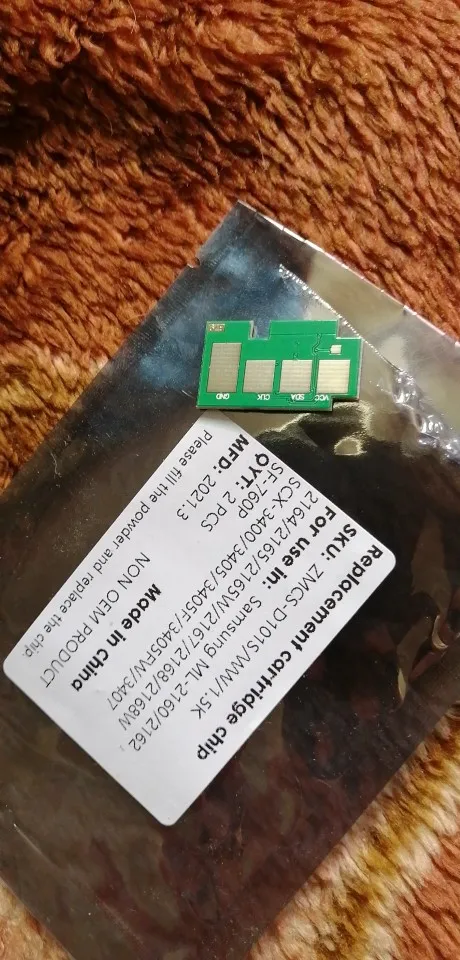 GND CLK SDA VCC
Replacement cartridge chip
SKU: ZMCS-D101S/WW/1.5K
For use in: Samsung ML-2160/2162,
2164/2165/2165W/2167/2168/2168W
SCX-3400/3405/3405F/3405FW/3407
SF-760P
QYT: 2 PCS
MFD: 2021.3
Made in China
NON OEM PRODUCT
Please fill the powder and replace the chip.